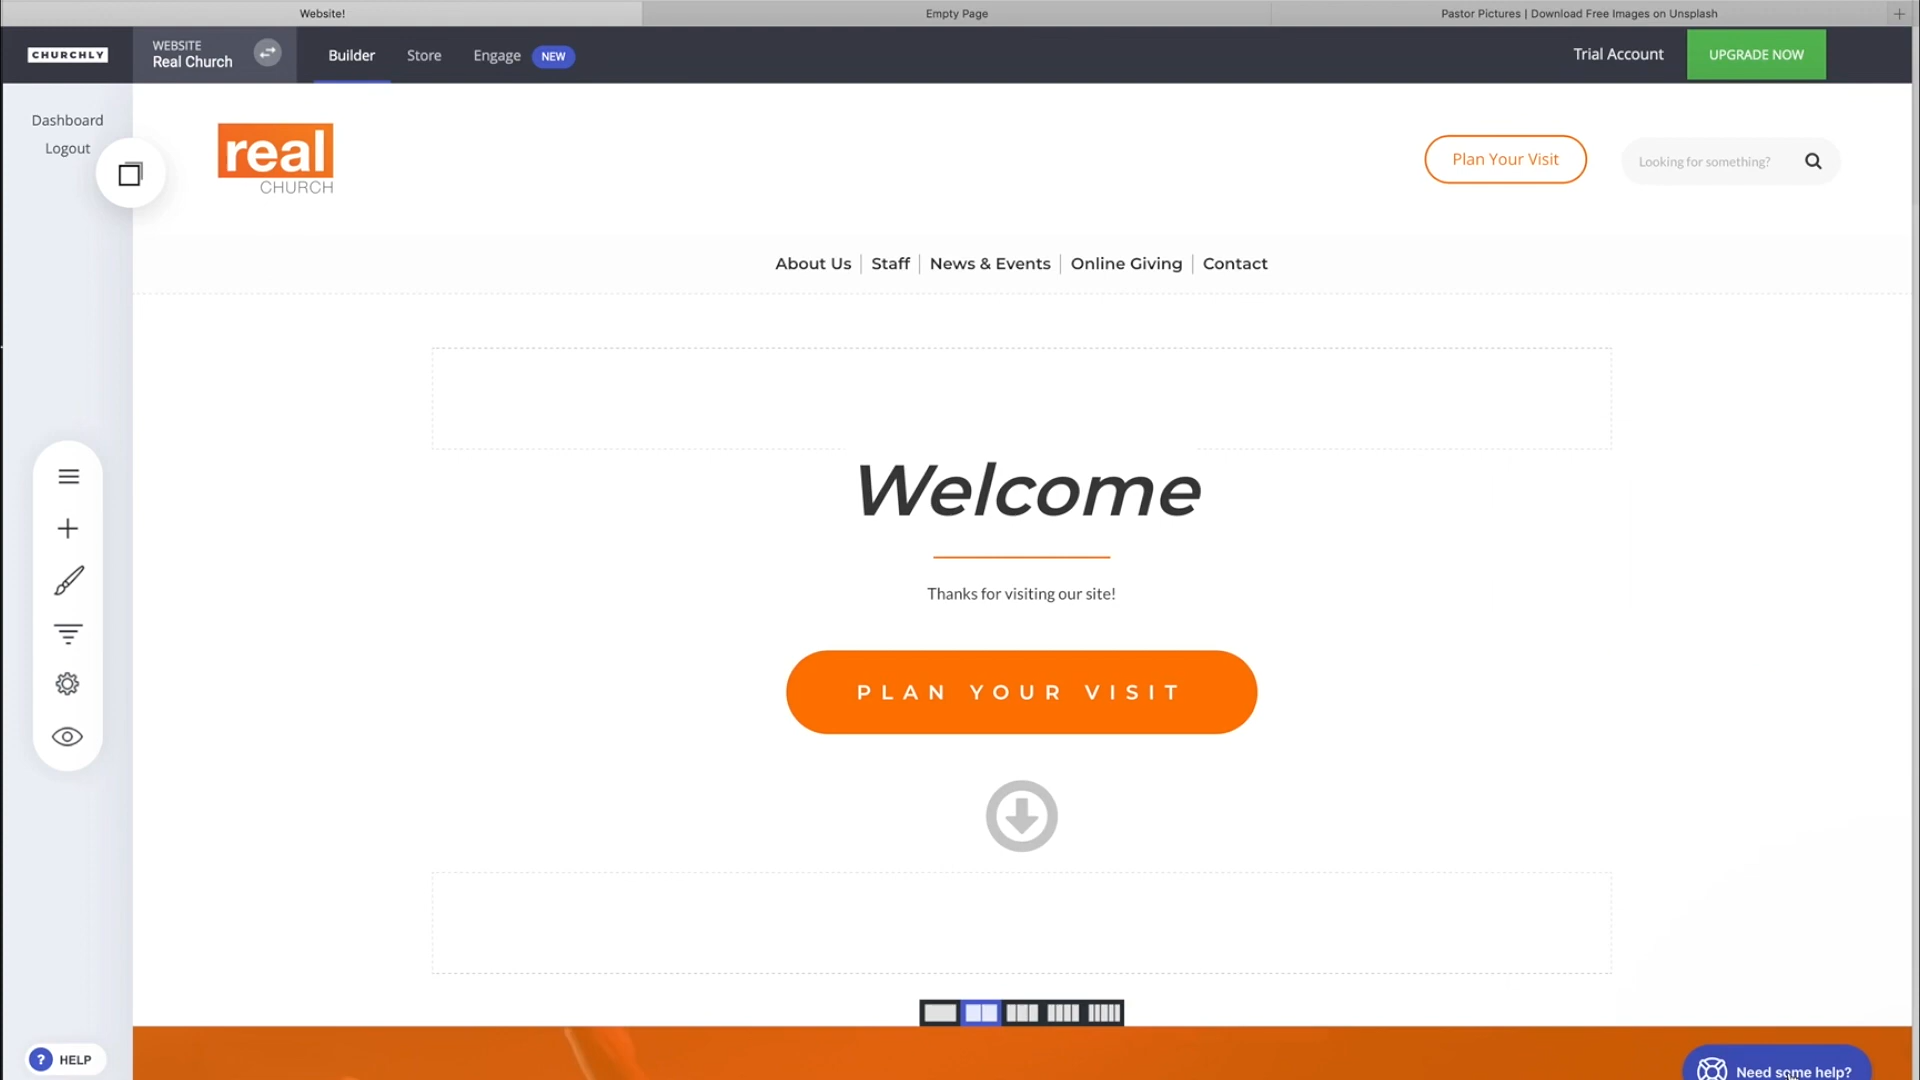 Website!
Empty Page
Pastor Pictures | Download Free Images on Unsplash
CHURCHLY
WEBSITE
Real Church
Builder
Store
Engage
NEW
Trial Account
UPGRADE NOW
Dashboard
Logout
real
CHURCH
Plan Your Visit
Looking for something?
About Us
Staff
News & Events
Online Giving
Contact
Welcome
Thanks for visiting our site!
PLAN YOUR VISIT
? HELP
Need some help?